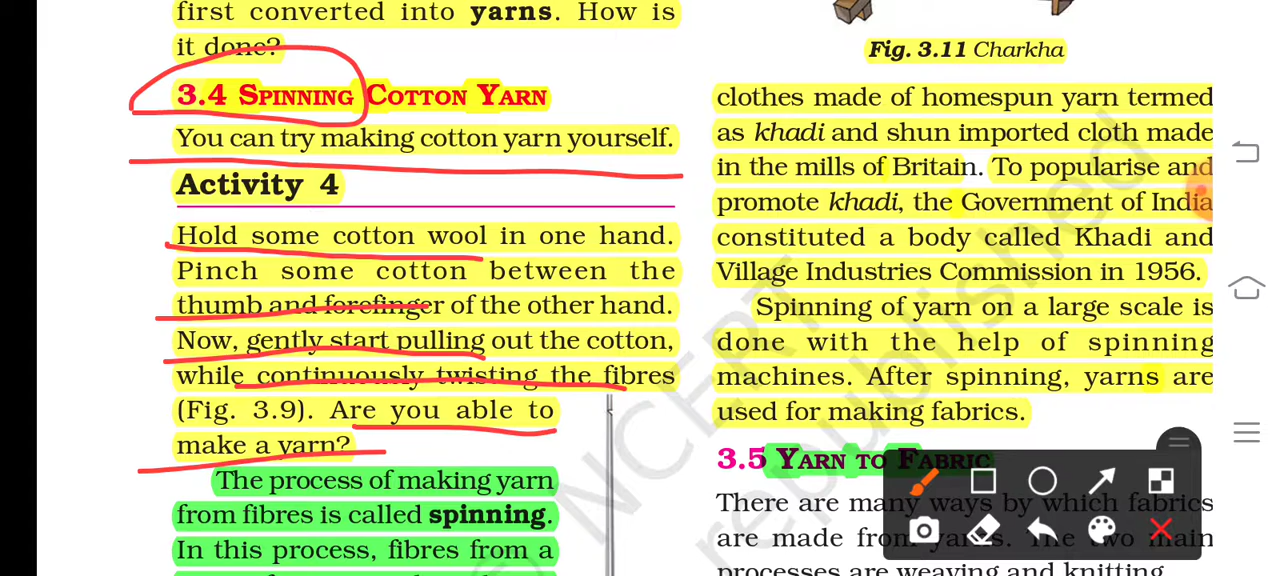 first converted into yarns. How is
it done?
3.4 SPINNING COTTON YARN
You can try making cotton yarn yourself.
Activity 4
Hold some cotton wool in one hand.
Pinch some cotton between the
thumb and forefinger of the other hand.
Now, gently start pulling out the cotton,
while continuously twisting the fibres
(Fig. 3.9). Are you able to
make a yarn?
The process of making yarn
from fibres is called spinning.
In this process, fibres from a
Fig. 3.11 Charkha
clothes made of homespun yarn termed
as khadi and shun imported cloth made
in the mills of Britain. To popularise and
promote khadi, the Government of India
constituted a body called Khadi and
Village Industries Commission in 1956.
Spinning of yarn on a large scale is
done with the help of spinning
machines. After spinning, yarns are
used for making fabrics.
3.5 YARN TO FABRIC
There are many ways by which fabrics
are made from yarns. The two main
processes are weaving and knitting.
© NCERT
republished